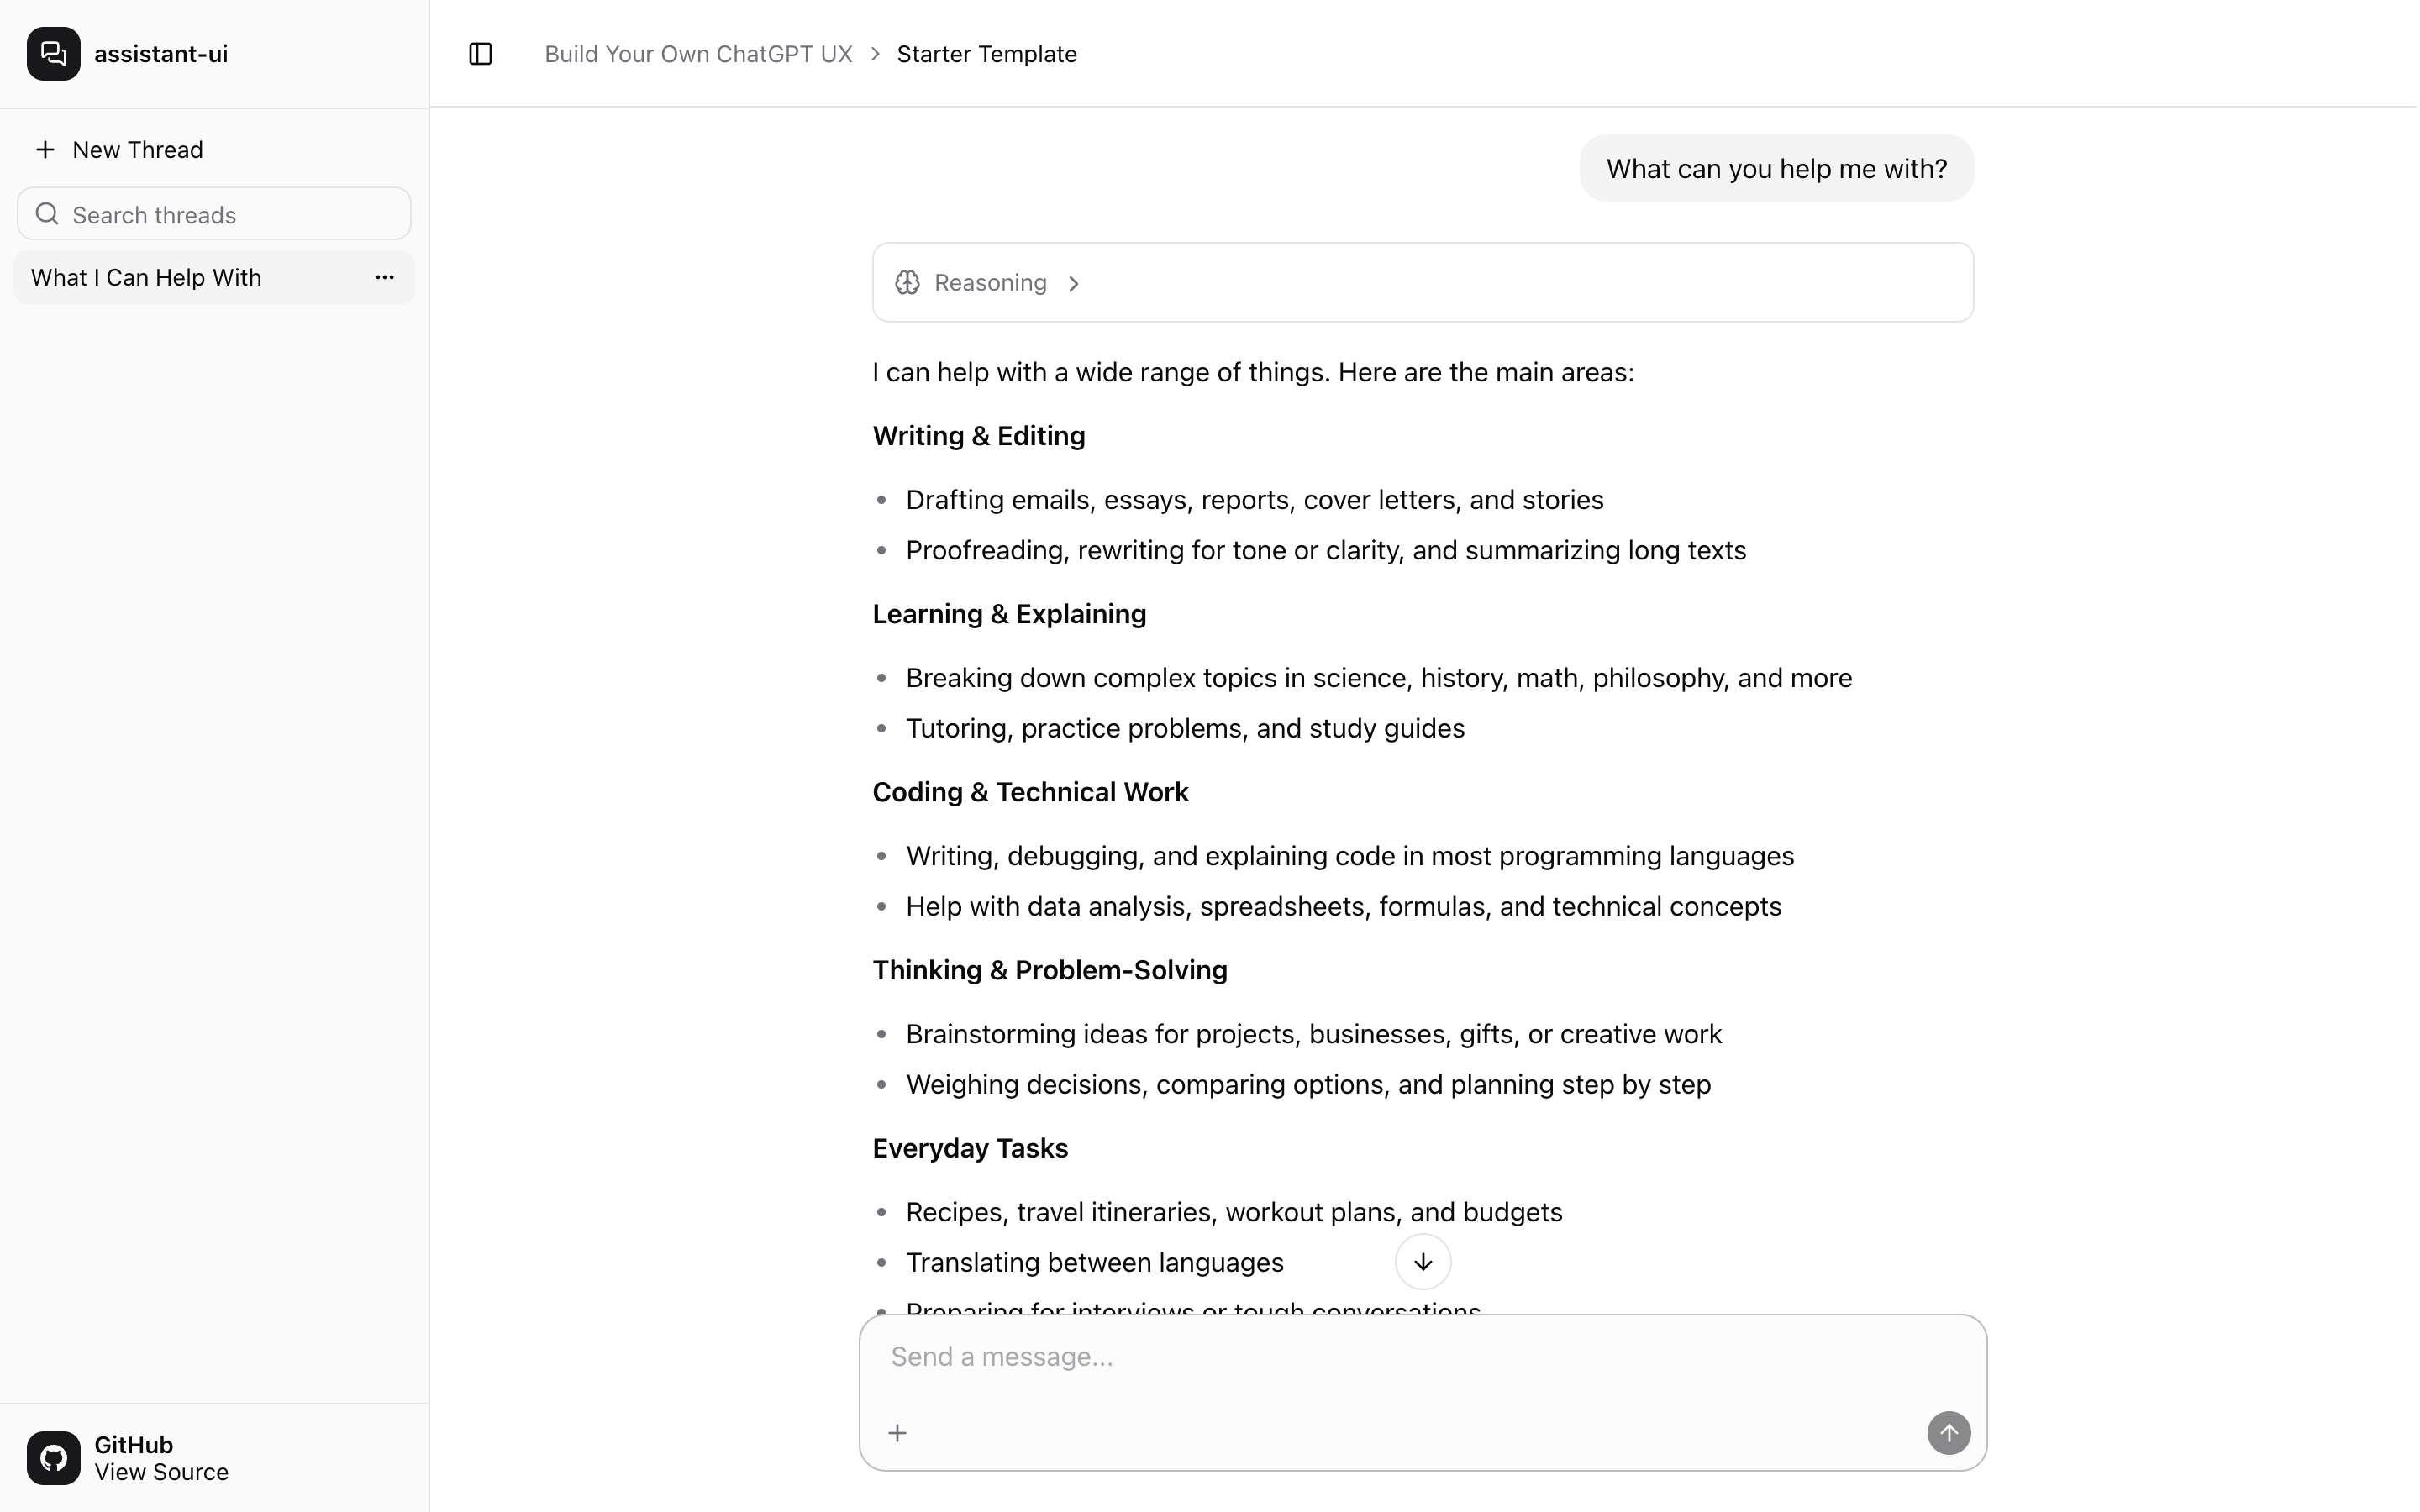 assistant-ui
New Thread
Search threads
What I Can Help With
GitHub
View Source
Build Your Own ChatGPT UX > Starter Template
What can you help me with?
Reasoning
I can help with a wide range of things. Here are the main areas:
Writing & Editing
• Drafting emails, essays, reports, cover letters, and stories
• Proofreading, rewriting for tone or clarity, and summarizing long texts
Learning & Explaining
• Breaking down complex topics in science, history, math, philosophy, and more
• Tutoring, practice problems, and study guides
Coding & Technical Work
• Writing, debugging, and explaining code in most programming languages
• Help with data analysis, spreadsheets, formulas, and technical concepts
Thinking & Problem-Solving
• Brainstorming ideas for projects, businesses, gifts, or creative work
• Weighing decisions, comparing options, and planning step by step
Everyday Tasks
• Recipes, travel itineraries, workout plans, and budgets
• Translating between languages
• Preparing for interviews or tough conversations
Send a message...